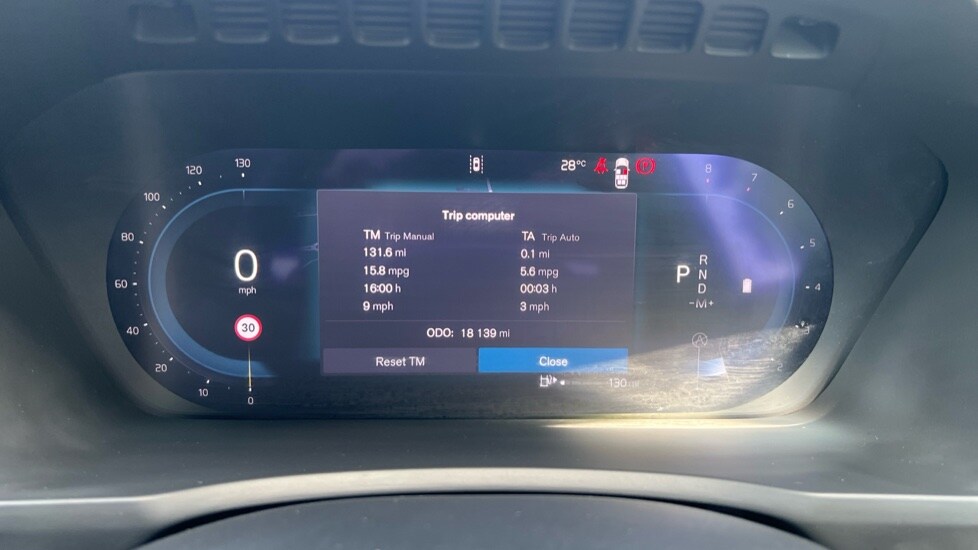 130
120
100
80
60
40
20
10
0
28°C
8
7
6
5
4
3
2
0
mph
30
Trip computer
TM Trip Manual
131.6 mi
15.8 mpg
16:00 h
9 mph
TA Trip Auto
0.1 mi
5.6 mpg
00:03 h
3 mph
ODO: 18 139 mi
Reset TM
Close
P
R
N
D
-M+
A
130 mi